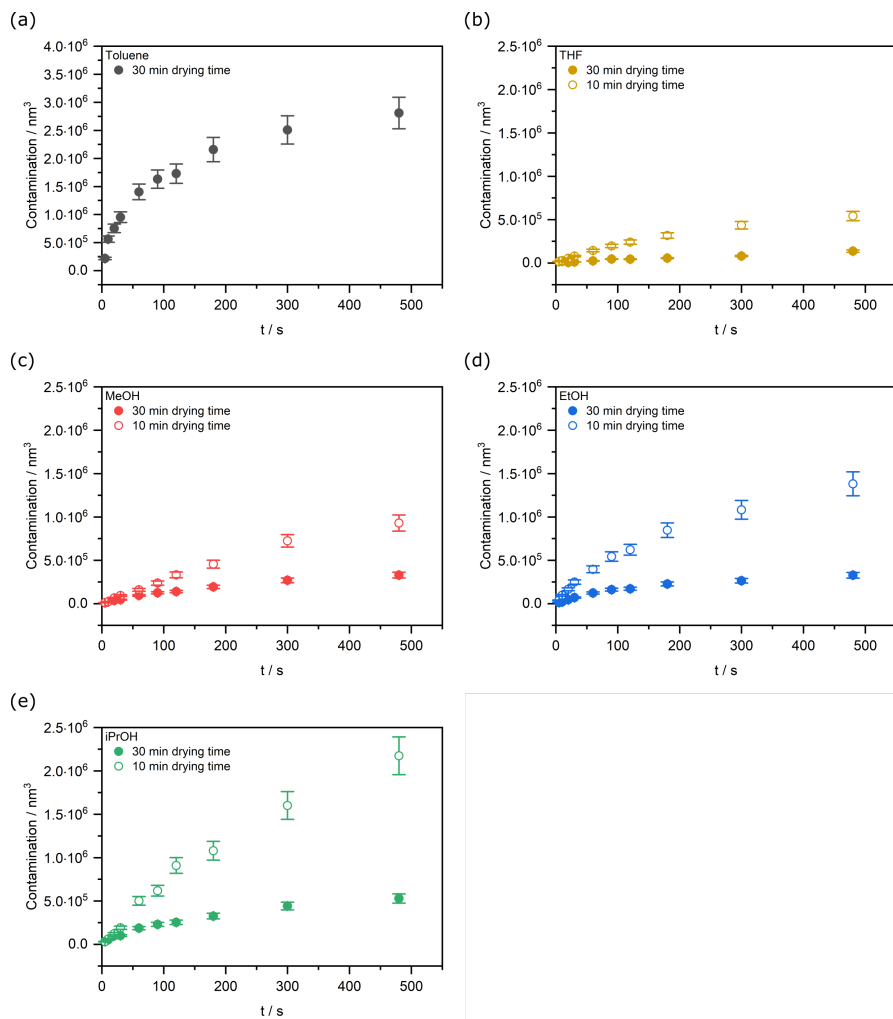 (a)
Toluene
30 min drying time
4.0·10⁶
3.5·10⁶
3.0·10⁶
2.5·10⁶
2.0·10⁶
1.5·10⁶
1.0·10⁶
5.0·10⁵
0.0
Contamination / nm³
0 100 200 300 400 500
t / s
(b)
THF
30 min drying time
10 min drying time
2.5·10⁶
2.0·10⁶
1.5·10⁶
1.0·10⁶
5.0·10⁵
0.0
Contamination / nm³
0 100 200 300 400 500
t / s
(c)
MeOH
30 min drying time
10 min drying time
2.5·10⁶
2.0·10⁶
1.5·10⁶
1.0·10⁶
5.0·10⁵
0.0
Contamination / nm³
0 100 200 300 400 500
t / s
(d)
EtOH
30 min drying time
10 min drying time
2.5·10⁶
2.0·10⁶
1.5·10⁶
1.0·10⁶
5.0·10⁵
0.0
Contamination / nm³
0 100 200 300 400 500
t / s
(e)
iPrOH
30 min drying time
10 min drying time
2.5·10⁶
2.0·10⁶
1.5·10⁶
1.0·10⁶
5.0·10⁵
0.0
Contamination / nm³
0 100 200 300 400 500
t / s